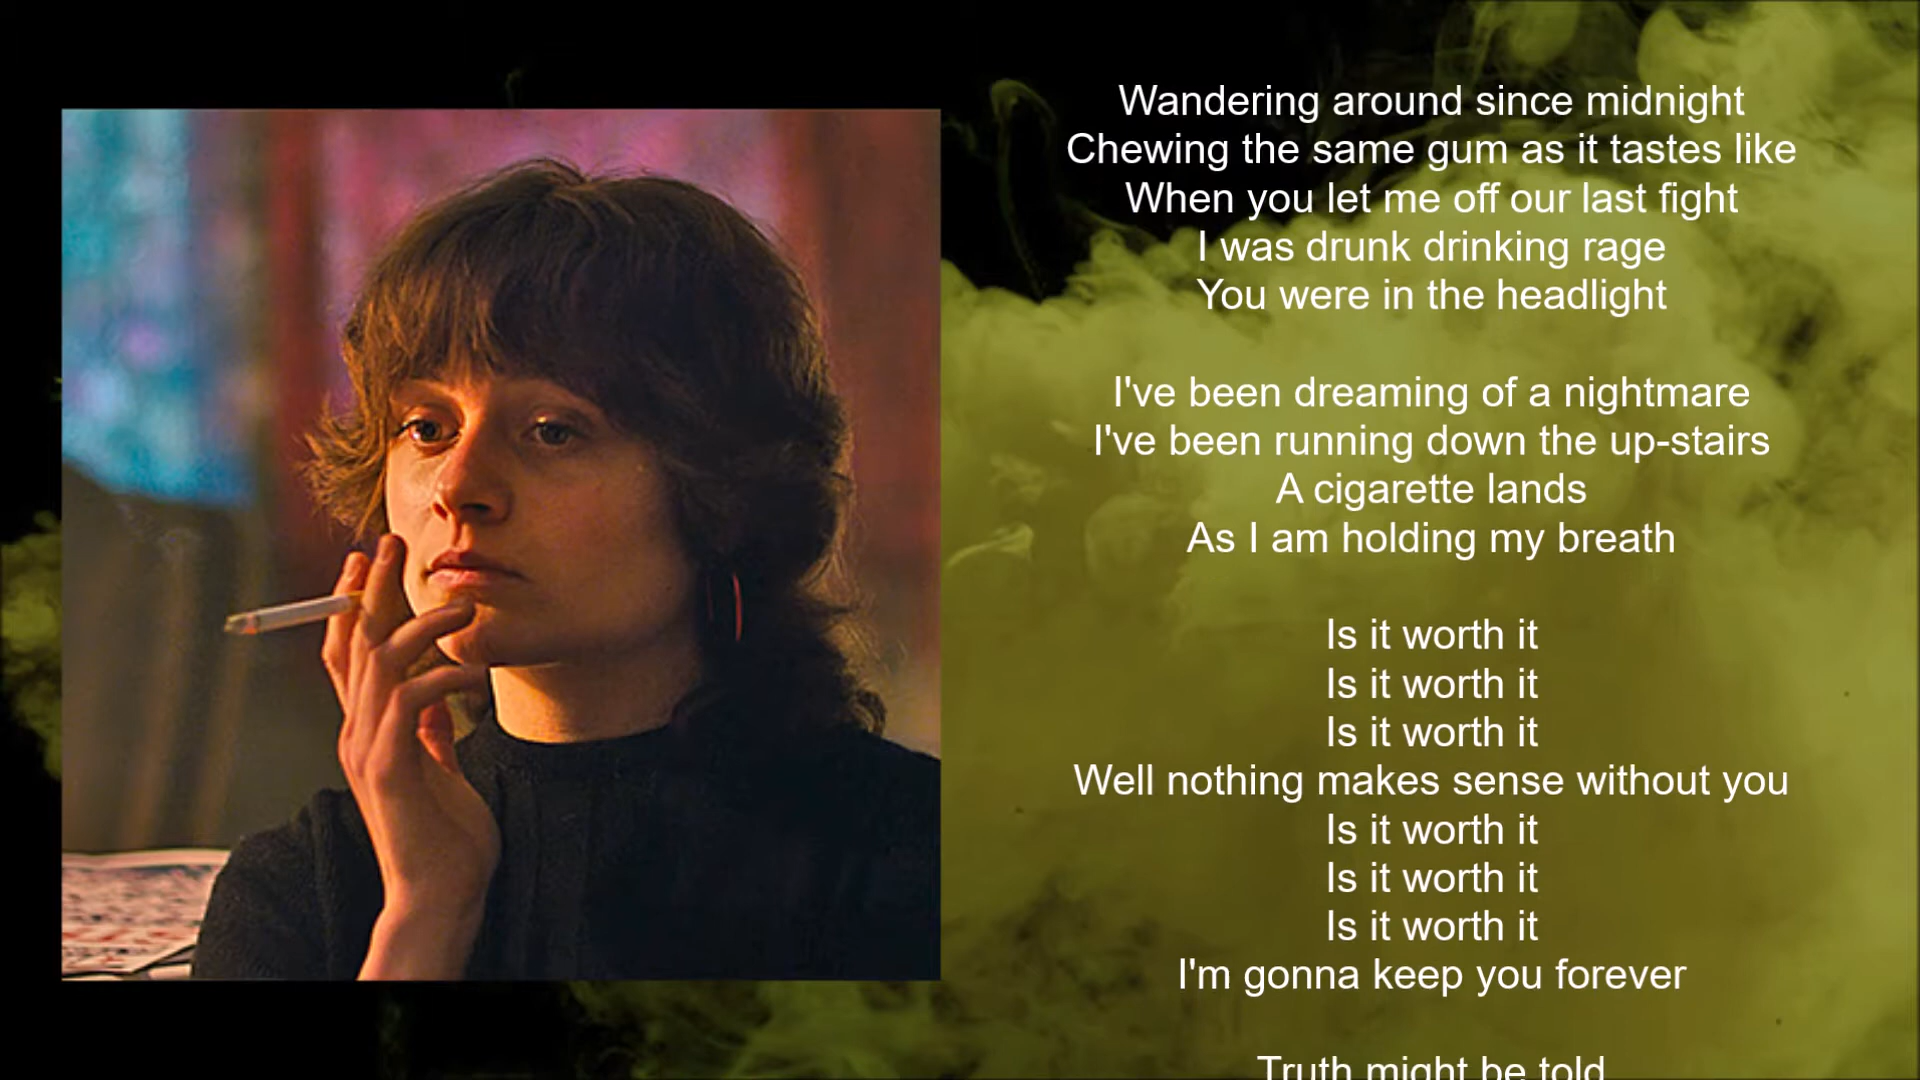 Wandering around since midnight
Chewing the same gum as it tastes like
When you let me off our last fight
I was drunk drinking rage
You were in the headlight
I've been dreaming of a nightmare
I've been running down the up-stairs
A cigarette lands
As I am holding my breath
Is it worth it
Is it worth it
Is it worth it
Well nothing makes sense without you
Is it worth it
Is it worth it
Is it worth it
I'm gonna keep you forever
Truth might be told